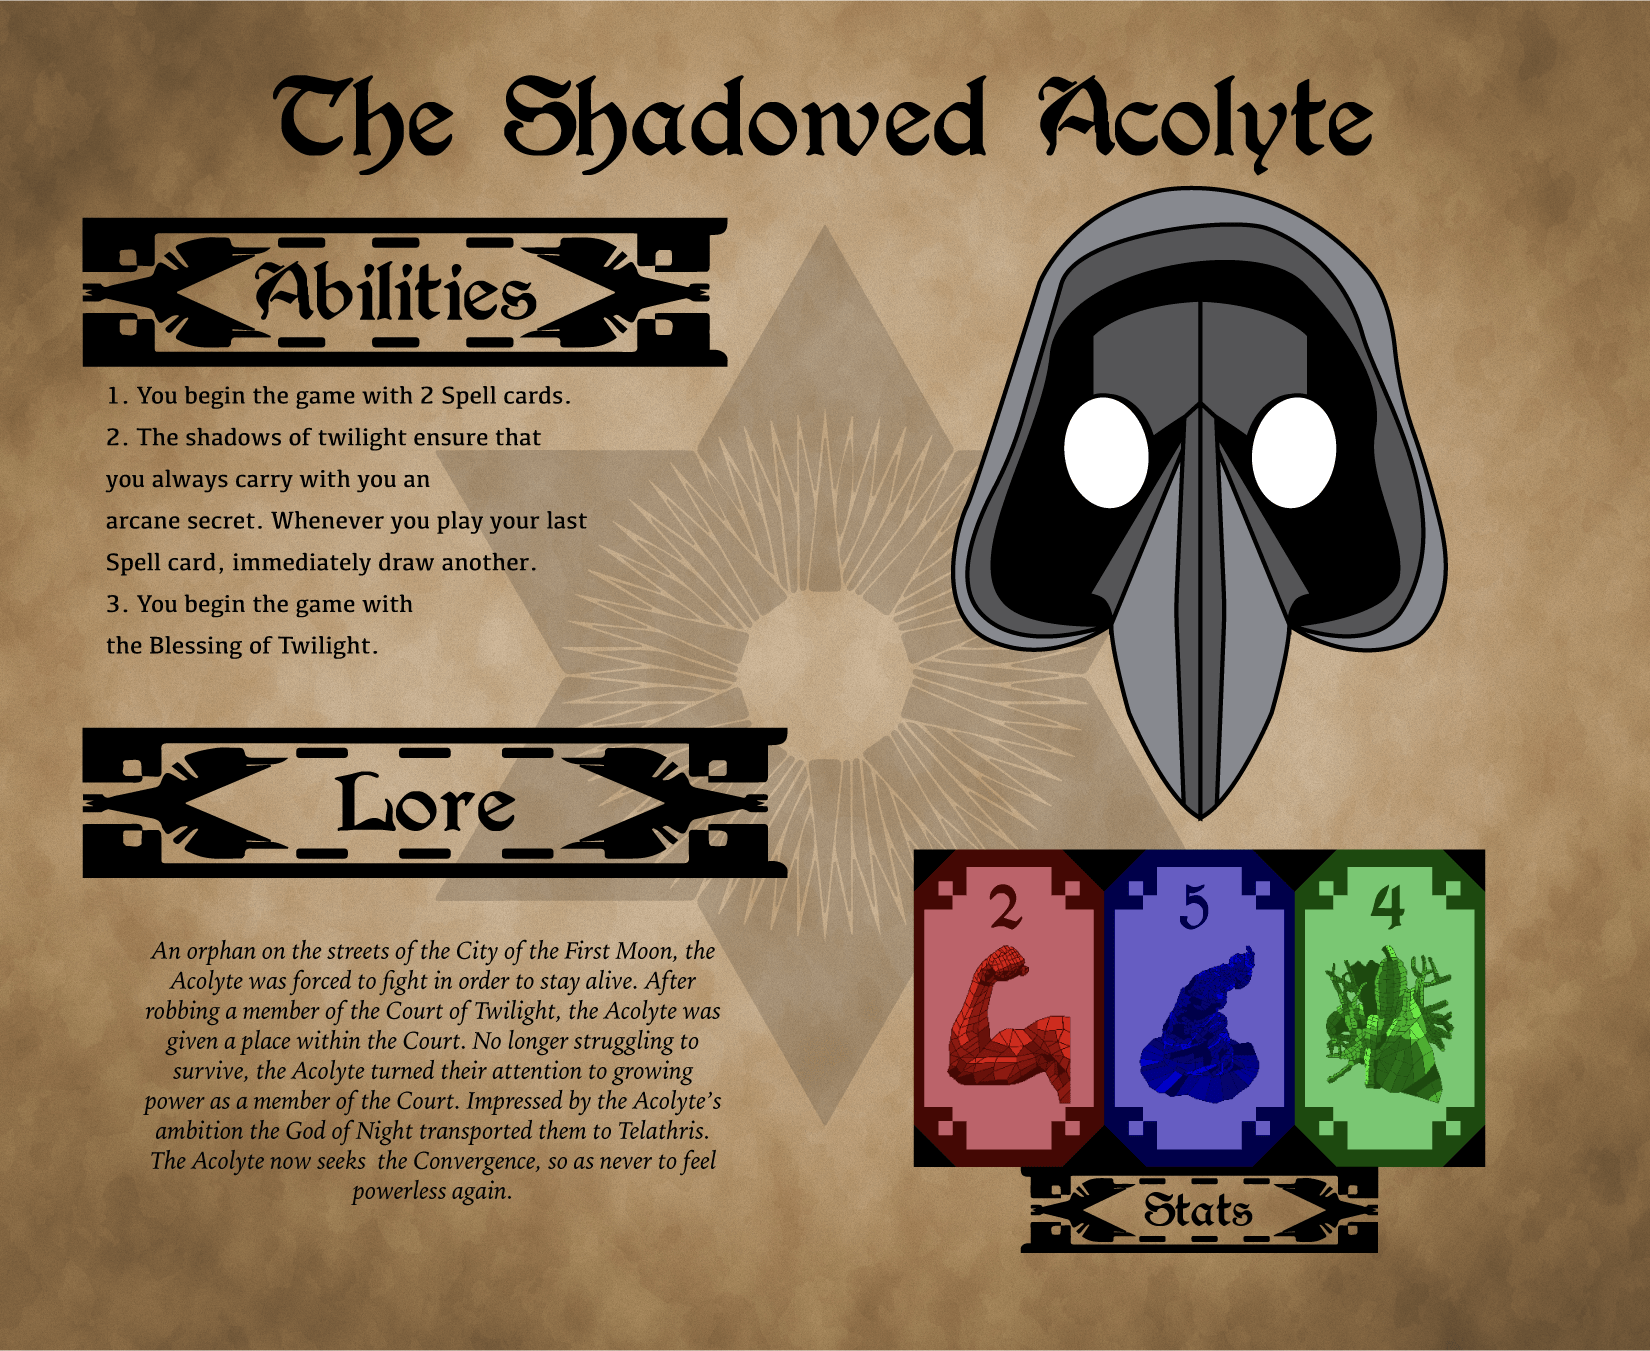 The Shadowed Acolyte
Abilities
1. You begin the game with 2 Spell cards.
2. The shadows of twilight ensure that
you always carry with you an
arcane secret. Whenever you play your last
Spell card, immediately draw another.
3. You begin the game with
the Blessing of Twilight.
Lore
An orphan on the streets of the City of the First Moon, the
Acolyte was forced to fight in order to stay alive. After
robbing a member of the Court of Twilight, the Acolyte was
given a place within the Court. No longer struggling to
survive, the Acolyte turned their attention to growing
power as a member of the Court. Impressed by the Acolyte's
ambition the God of Night transported them to Telathris.
The Acolyte now seeks  the Convergence, so as never to feel
powerless again.
2 5 4
Stats